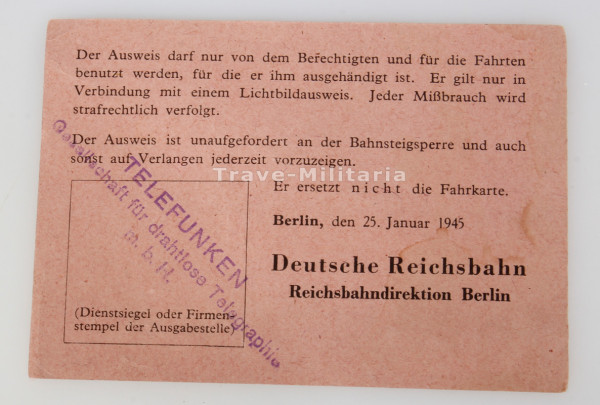 Der Ausweis darf nur von dem Berechtigten und für die Fahrten
benutzt werden, für die er ihm ausgehändigt ist. Er gilt nur in
Verbindung mit einem Lichtbildausweis. Jeder Mißbrauch wird
strafrechtlich verfolgt.
Der Ausweis ist unaufgefordert an der Bahnsteigsperre und auch
sonst auf Verlangen jederzeit vorzuzeigen.
Trave-Militaria
Er ersetzt nicht die Fahrkarte.
Berlin, den 25. Januar 1945
Deutsche Reichsbahn
Reichsbahndirektion Berlin
TELEFUNKEN
Gesellschaft für drahtlose Telegraphie
m. b. H.
(Dienstsiegel oder Firmen-
stempel der Ausgabestelle)